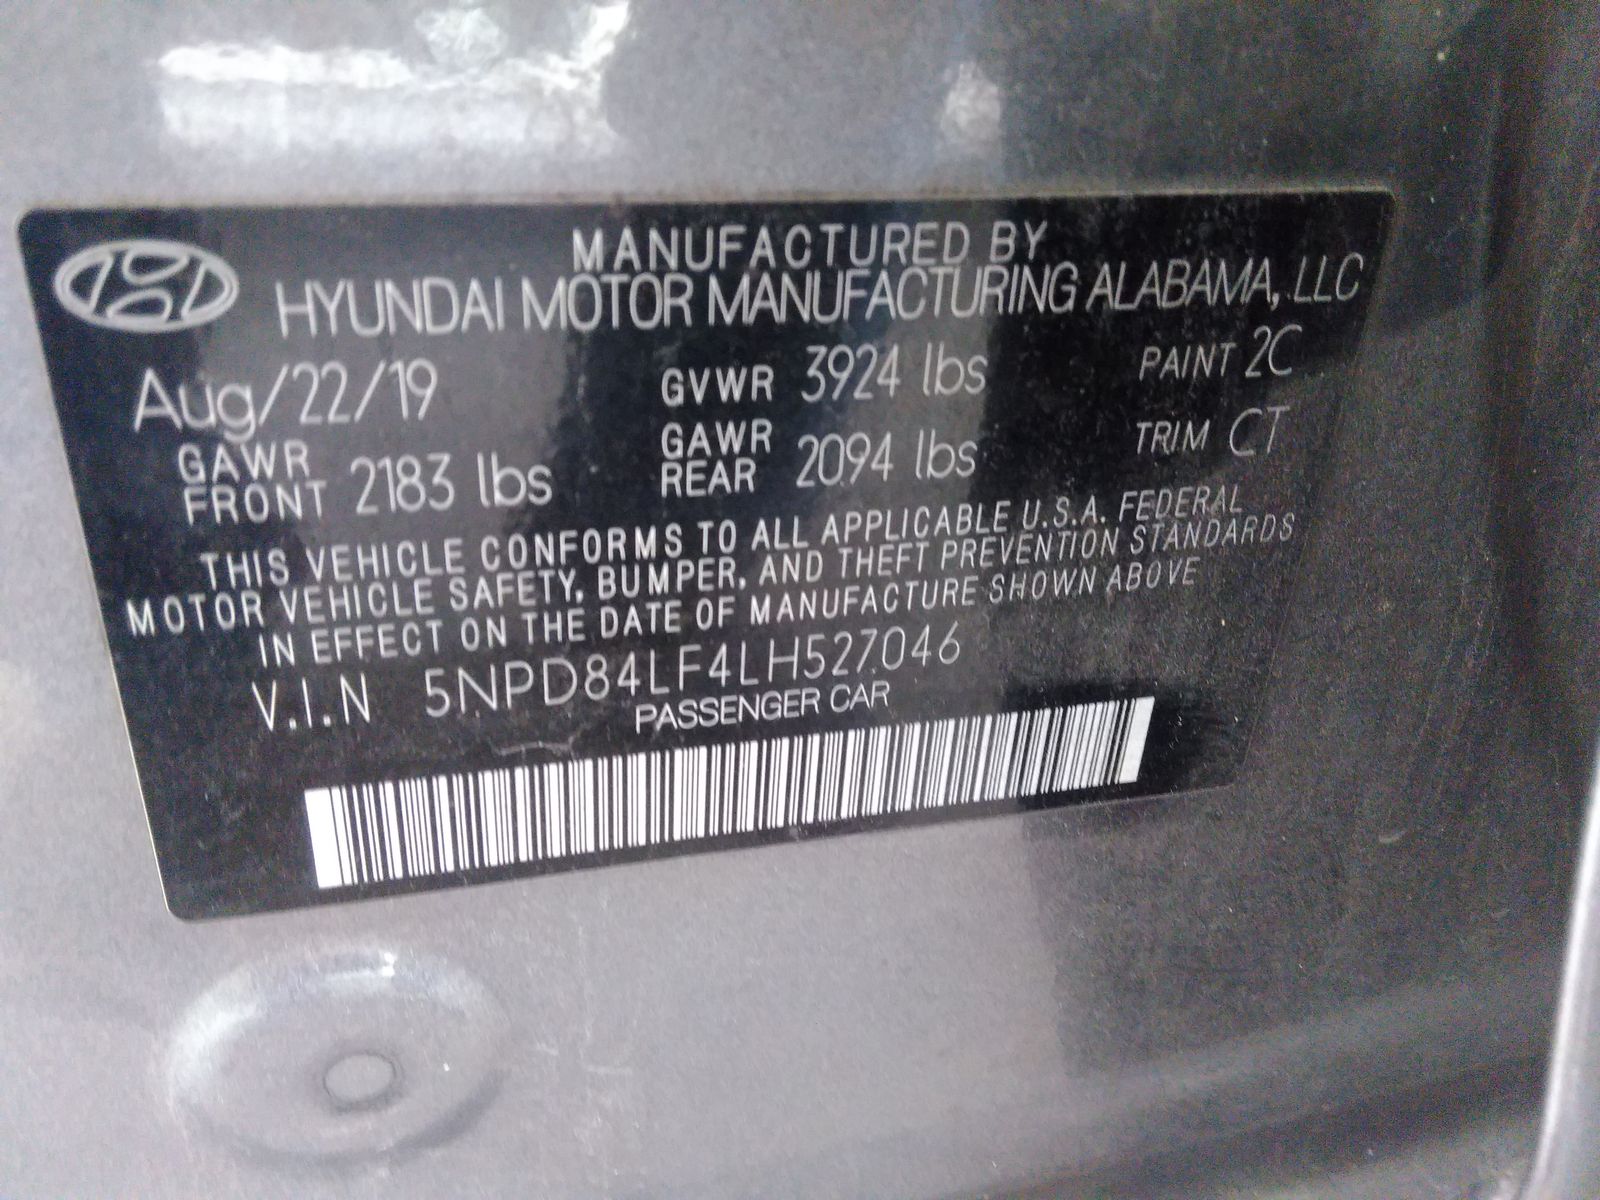 MANUFACTURED BY
HYUNDAI MOTOR MANUFACTURING ALABAMA, LLC
Aug/22/19 GVWR 3924 lbs PAINT 2C
GAWR FRONT 2183 lbs GAWR REAR 2094 lbs TRIM CT
THIS VEHICLE CONFORMS TO ALL APPLICABLE U.S.A. FEDERAL
MOTOR VEHICLE SAFETY, BUMPER, AND THEFT PREVENTION STANDARDS
IN EFFECT ON THE DATE OF MANUFACTURE SHOWN ABOVE
V.I.N 5NPD84LF4LH527046
PASSENGER CAR